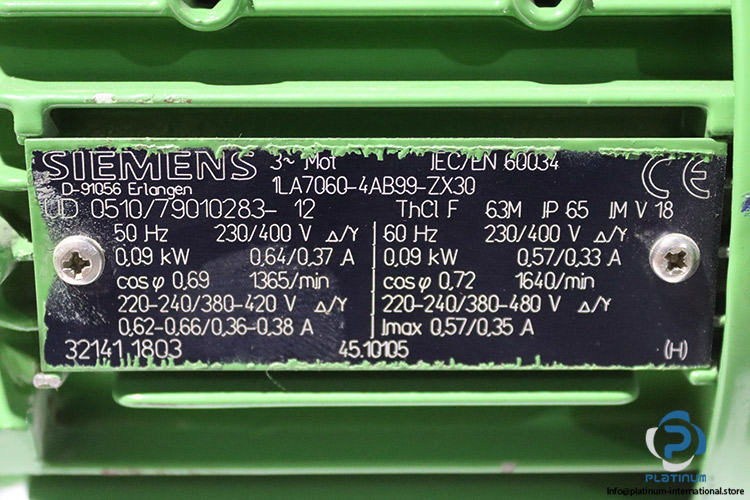 SIEMENS 3~ Mot IEC/EN 60034
D-91056 Erlangen 1LA7060-4AB99-ZX30 CE
UD 0510/79010283-12 ThCl F 63M IP 65 IM V 18
50 Hz 230/400 V △/Y 60 Hz 230/400 V △/Y
0,09 kW 0,64/0,37 A 0,09 kW 0,57/0,33 A
cos φ 0,69 1365/min cos φ 0,72 1640/min
220-240/380-420 V △/Y 220-240/380-480 V △/Y
0,62-0,66/0,36-0,38 A Imax 0,57/0,35 A
32141.1803 45.10105 (H)
PLATINUM
info@platinum-international.store